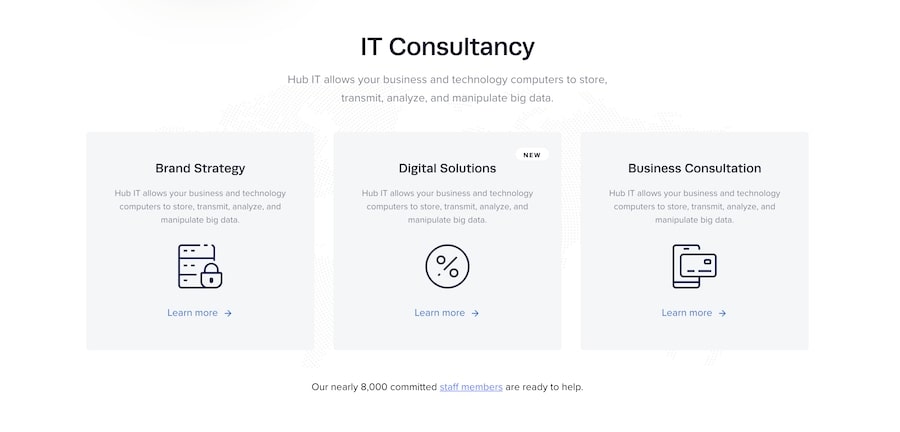 IT Consultancy
Hub IT allows your business and technology computers to store,
transmit, analyze, and manipulate big data.
Brand Strategy
Hub IT allows your business and technology
computers to store, transmit, analyze, and
manipulate big data.
Learn more →
NEW
Digital Solutions
Hub IT allows your business and technology
computers to store, transmit, analyze, and
manipulate big data.
%
Learn more →
Business Consultation
Hub IT allows your business and technology
computers to store, transmit, analyze, and
manipulate big data.
Learn more →
Our nearly 8,000 committed staff members are ready to help.